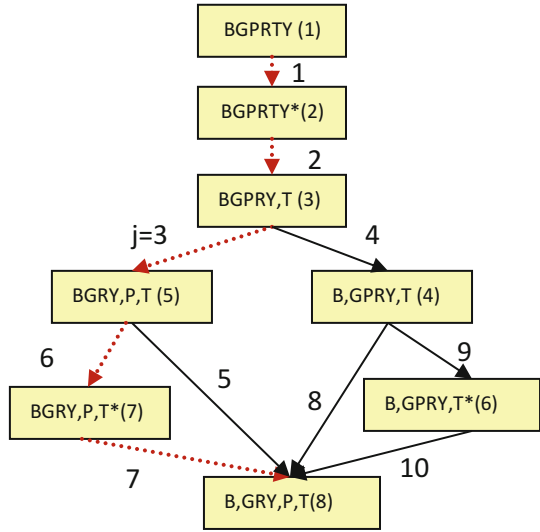 BGPRTY (1)
1
BGPRTY*(2)
2
BGPRY,T (3)
j=3
4
BGRY,P,T (5)
B,GPRY,T (4)
6
5
8
9
BGRY,P,T*(7)
B,GPRY,T*(6)
7
10
B,GRY,P,T(8)